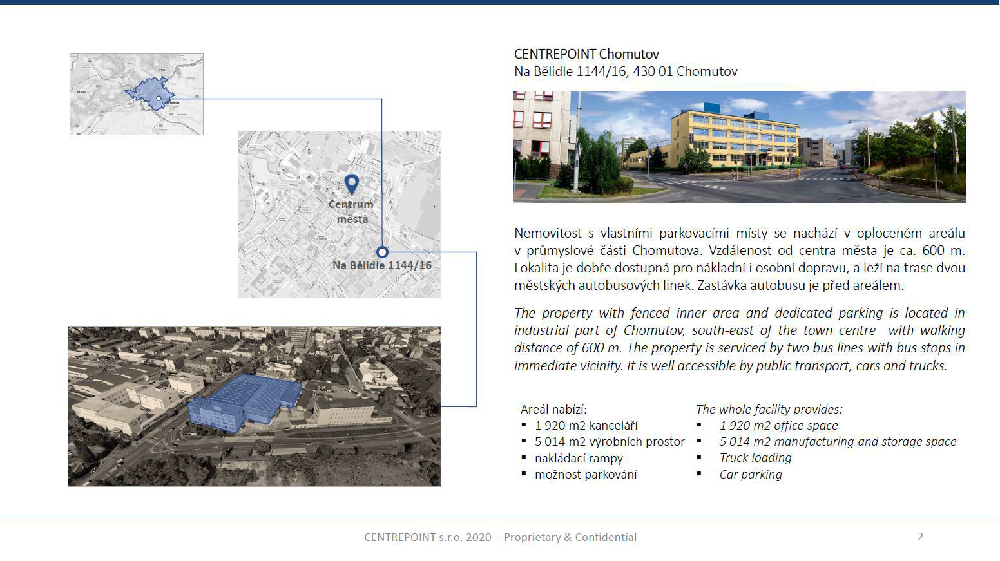 CENTREPOINT Chomutov
Na Bělidle 1144/16, 430 01 Chomutov
Jirkov
Výsluní
Chomutov
Centrum
města
Na Bělidle 1144/16
Nemovitost s vlastními parkovacími místy se nachází v oploceném areálu
v průmyslové části Chomutova. Vzdálenost od centra města je ca. 600 m.
Lokalita je dobře dostupná pro nákladní i osobní dopravu, a leží na trase dvou
městských autobusových linek. Zastávka autobusu je před areálem.
The property with fenced inner area and dedicated parking is located in
industrial part of Chomutov, south-east of the town centre with walking
distance of 600 m. The property is serviced by two bus lines with bus stops in
immediate vicinity. It is well accessible by public transport, cars and trucks.
Areál nabízí:
▪ 1 920 m2 kanceláří
▪ 5 014 m2 výrobních prostor
▪ nakládací rampy
▪ možnost parkování
The whole facility provides:
▪ 1 920 m2 office space
▪ 5 014 m2 manufacturing and storage space
▪ Truck loading
▪ Car parking
CENTREPOINT s.r.o. 2020 - Proprietary & Confidential
2